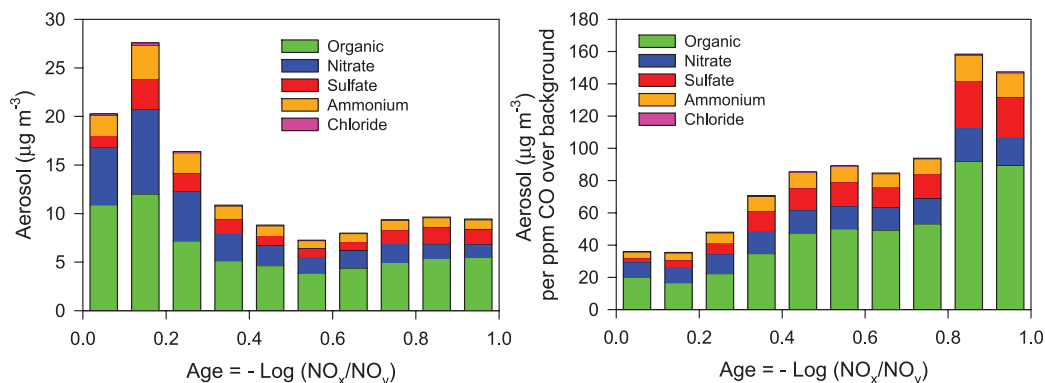 30
25
20
15
10
5
0
Aerosol (µg m⁻³)
Organic
Nitrate
Sulfate
Ammonium
Chloride
0.0 0.2 0.4 0.6 0.8 1.0
Age = - Log (NOₓ/NOᵧ)
180
160
140
120
100
80
60
40
20
0
Aerosol (µg m⁻³)
per ppm CO over background
Organic
Nitrate
Sulfate
Ammonium
Chloride
0.0 0.2 0.4 0.6 0.8 1.0
Age = - Log (NOₓ/NOᵧ)